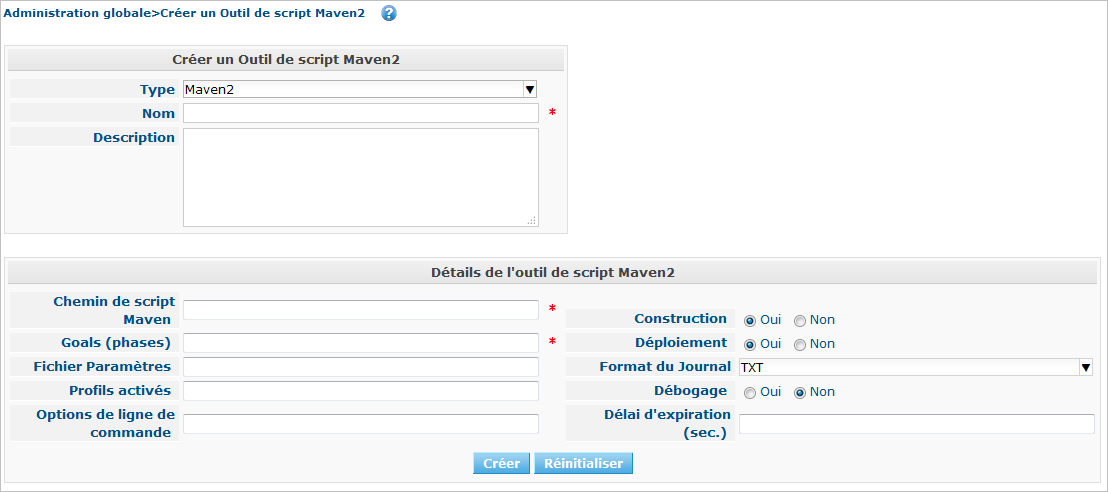 Administration globale>Créer un Outil de script Maven2 ?
Créer un Outil de script Maven2
Type Maven2
Nom *
Description
Détails de l'outil de script Maven2
Chemin de script
Maven *
Goals (phases) *
Fichier Paramètres
Profils activés
Options de ligne de
commande
Construction Oui Non
Déploiement Oui Non
Format du Journal TXT
Débogage Oui Non
Délai d'expiration
(sec.)
Créer Réinitialiser